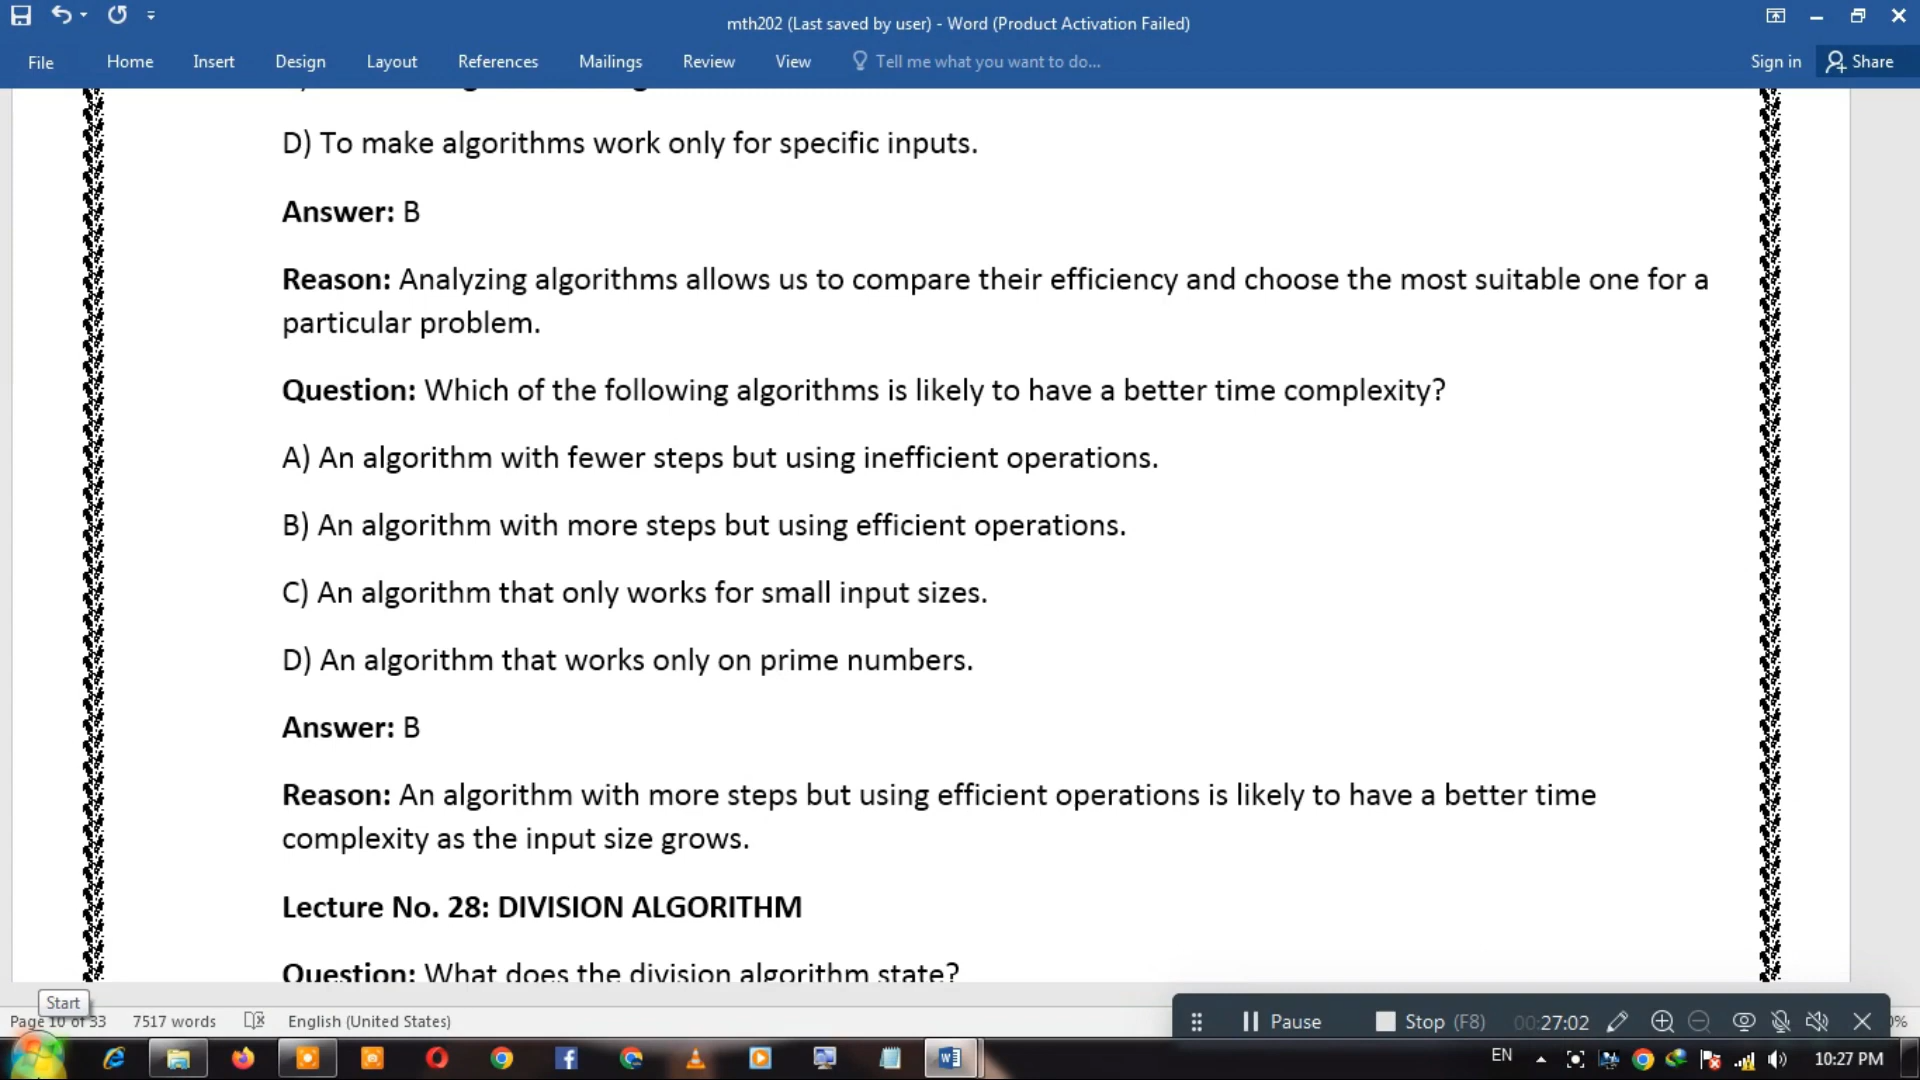 mth202 (Last saved by user) - Word (Product Activation Failed)
File Home Insert Design Layout References Mailings Review View Tell me what you want to do... Sign in Share
D) To make algorithms work only for specific inputs.
Answer: B
Reason: Analyzing algorithms allows us to compare their efficiency and choose the most suitable one for a
particular problem.
Question: Which of the following algorithms is likely to have a better time complexity?
A) An algorithm with fewer steps but using inefficient operations.
B) An algorithm with more steps but using efficient operations.
C) An algorithm that only works for small input sizes.
D) An algorithm that works only on prime numbers.
Answer: B
Reason: An algorithm with more steps but using efficient operations is likely to have a better time
complexity as the input size grows.
Lecture No. 28: DIVISION ALGORITHM
Question: What does the division algorithm state?
Start
Page 10 of 33 7517 words English (United States)
Pause Stop (F8) 00:27:02 0%
EN 10:27 PM